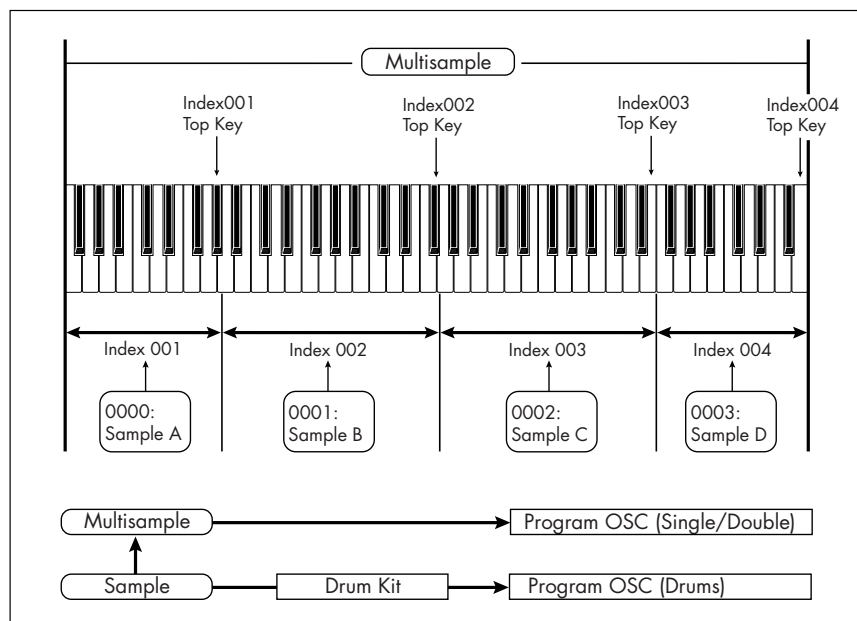 Multisample
Index001 Index002 Index003 Index004
Top Key Top Key Top Key Top Key
Index 001 Index 002 Index 003 Index 004
0000: 0001: 0002: 0003:
Sample A Sample B Sample C Sample D
Multisample Program OSC (Single/Double)
Sample Drum Kit Program OSC (Drums)